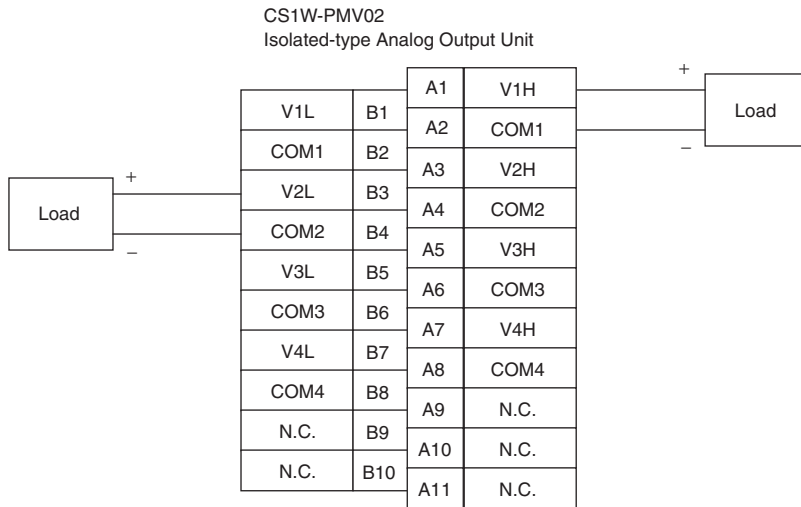 CS1W-PMV02
Isolated-type Analog Output Unit
A1 V1H
V1L B1
A2 COM1
COM1 B2
A3 V2H
V2L B3
A4 COM2
COM2 B4
A5 V3H
V3L B5
A6 COM3
COM3 B6
A7 V4H
V4L B7
A8 COM4
COM4 B8
A9 N.C.
N.C. B9
A10 N.C.
N.C. B10
A11 N.C.
+
Load
−
+
Load
−